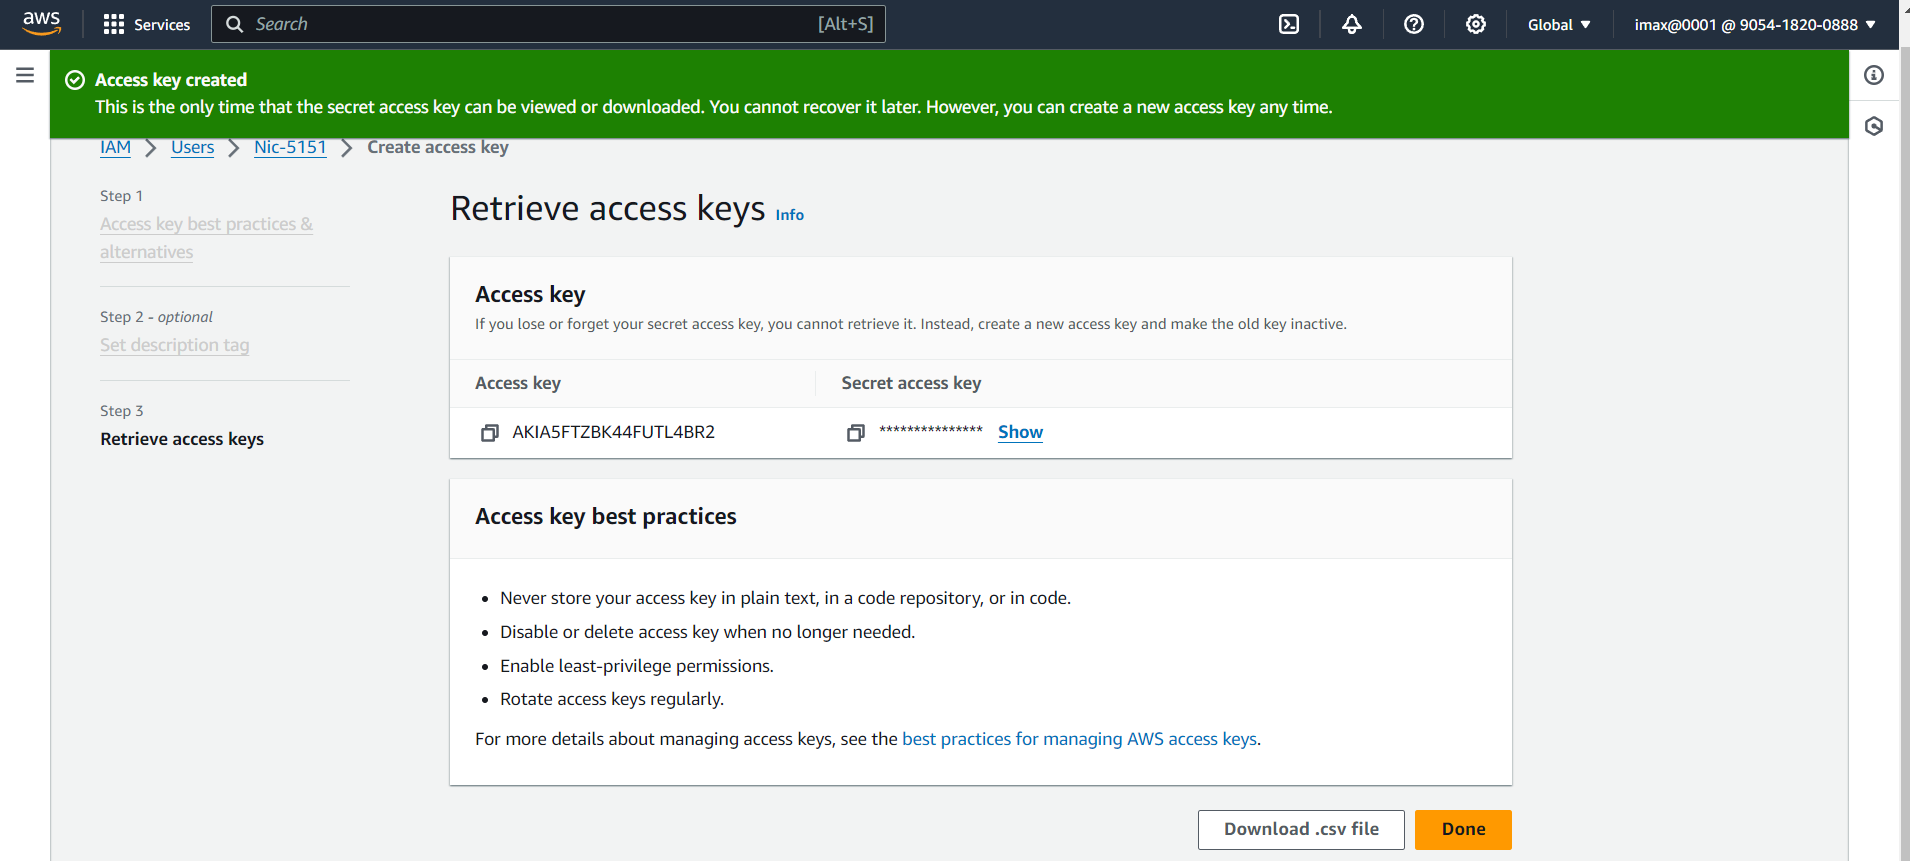 aws
Services
Search [Alt+S]
Global
imax@0001 @ 9054-1820-0888
Access key created
This is the only time that the secret access key can be viewed or downloaded. You cannot recover it later. However, you can create a new access key any time.
IAM > Users > Nic-5151 > Create access key
Step 1
Access key best practices &
alternatives
Step 2 - optional
Set description tag
Step 3
Retrieve access keys
Retrieve access keys Info
Access key
If you lose or forget your secret access key, you cannot retrieve it. Instead, create a new access key and make the old key inactive.
Access key Secret access key
AKIA5FTZBK44FUTL4BR2 *************** Show
Access key best practices
• Never store your access key in plain text, in a code repository, or in code.
• Disable or delete access key when no longer needed.
• Enable least-privilege permissions.
• Rotate access keys regularly.
For more details about managing access keys, see the best practices for managing AWS access keys.
Download .csv file
Done